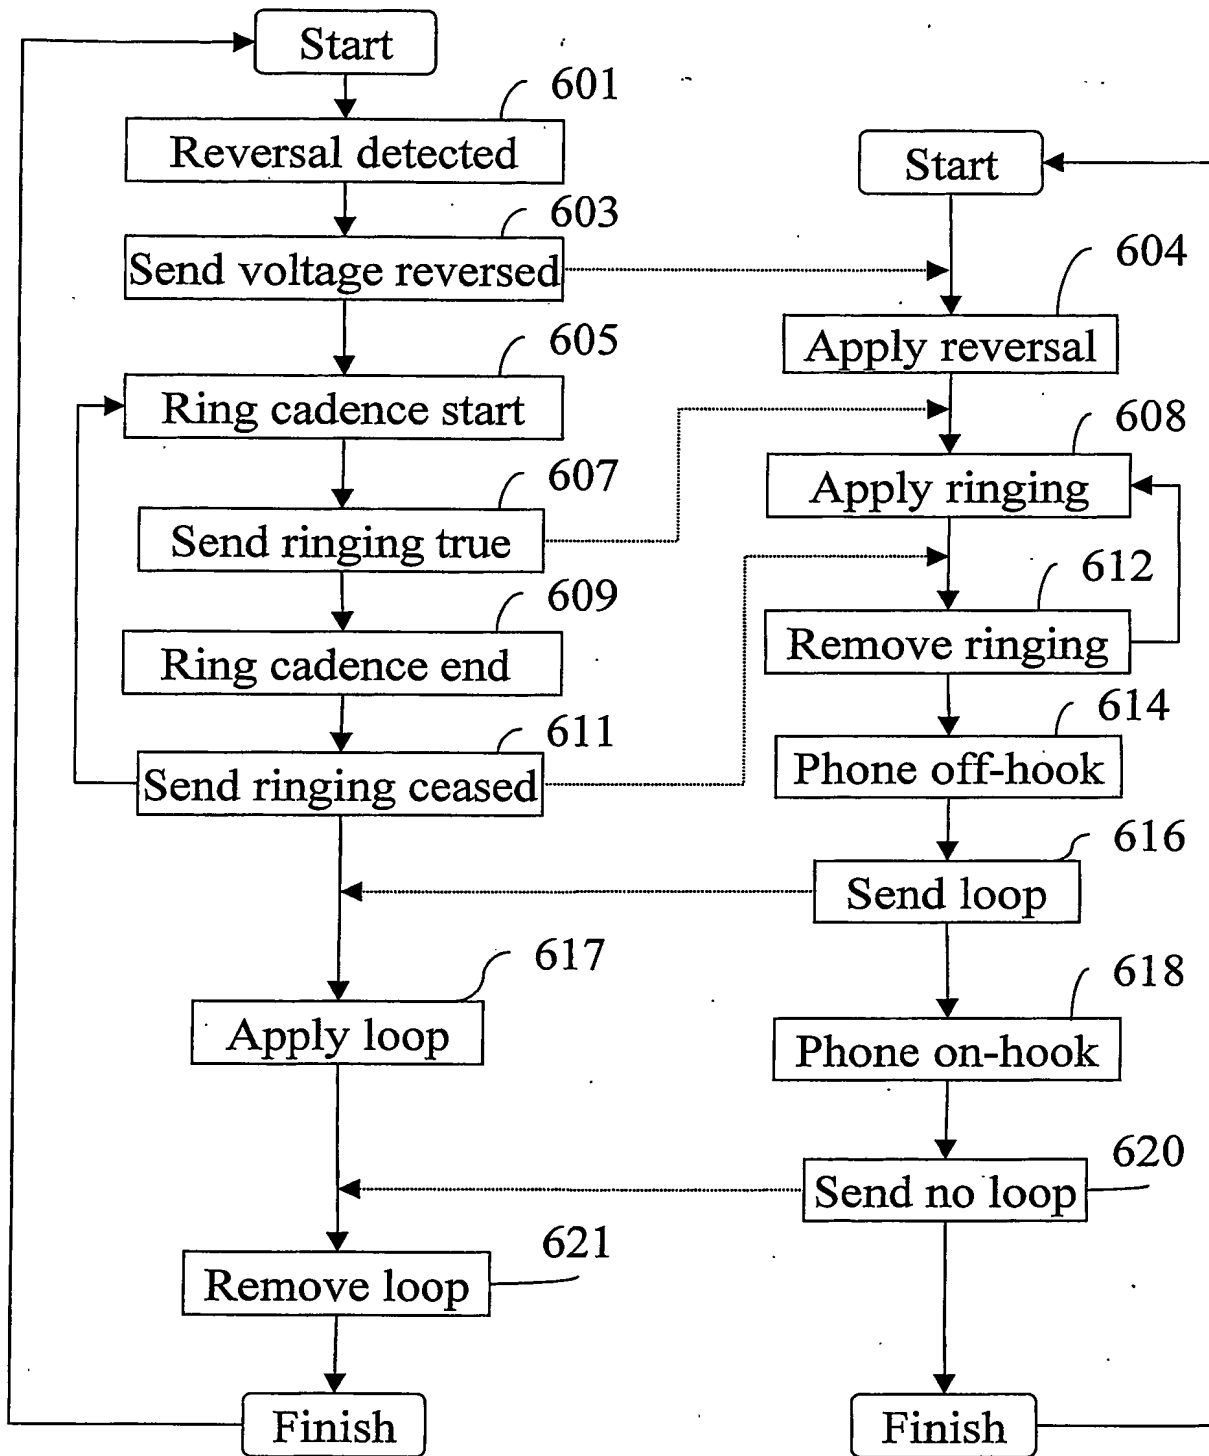 Start
601
Reversal detected
603
Send voltage reversed
605
Ring cadence start
607
Send ringing true
609
Ring cadence end
611
Send ringing ceased
617
Apply loop
621
Remove loop
Finish
Start
604
Apply reversal
608
Apply ringing
612
Remove ringing
614
Phone off-hook
616
Send loop
618
Phone on-hook
620
Send no loop
Finish